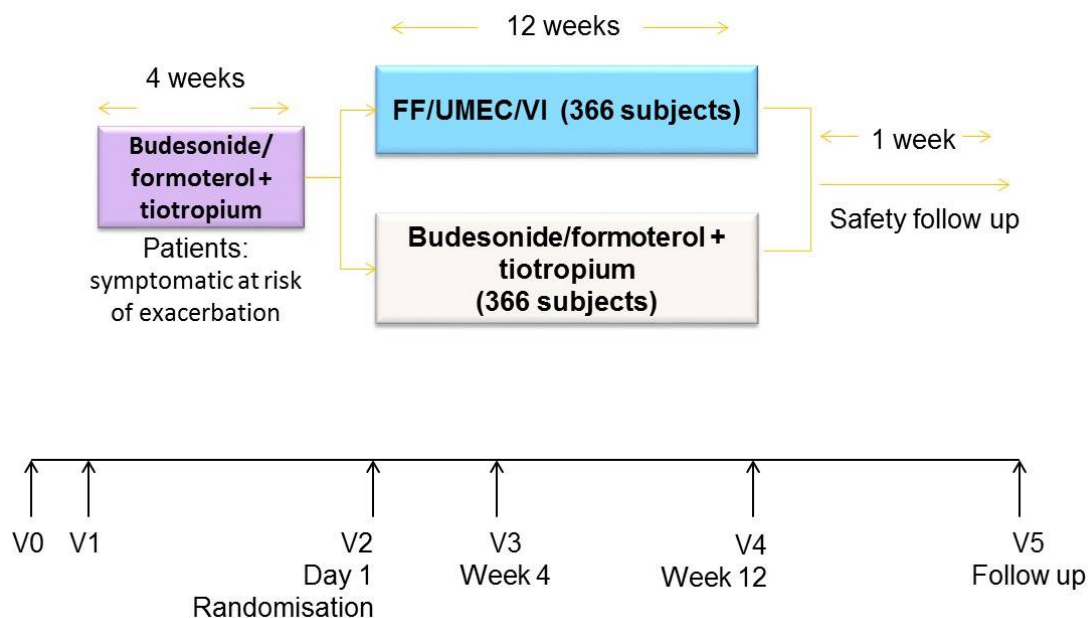 12 weeks
4 weeks
FF/UMEC/VI (366 subjects)
Budesonide/
formoterol +
tiotropium
1 week
Patients:
symptomatic at risk
of exacerbation
Budesonide/formoterol +
tiotropium
(366 subjects)
Safety follow up
V0
V1
V2
Day 1
Randomisation
V3
Week 4
V4
Week 12
V5
Follow up